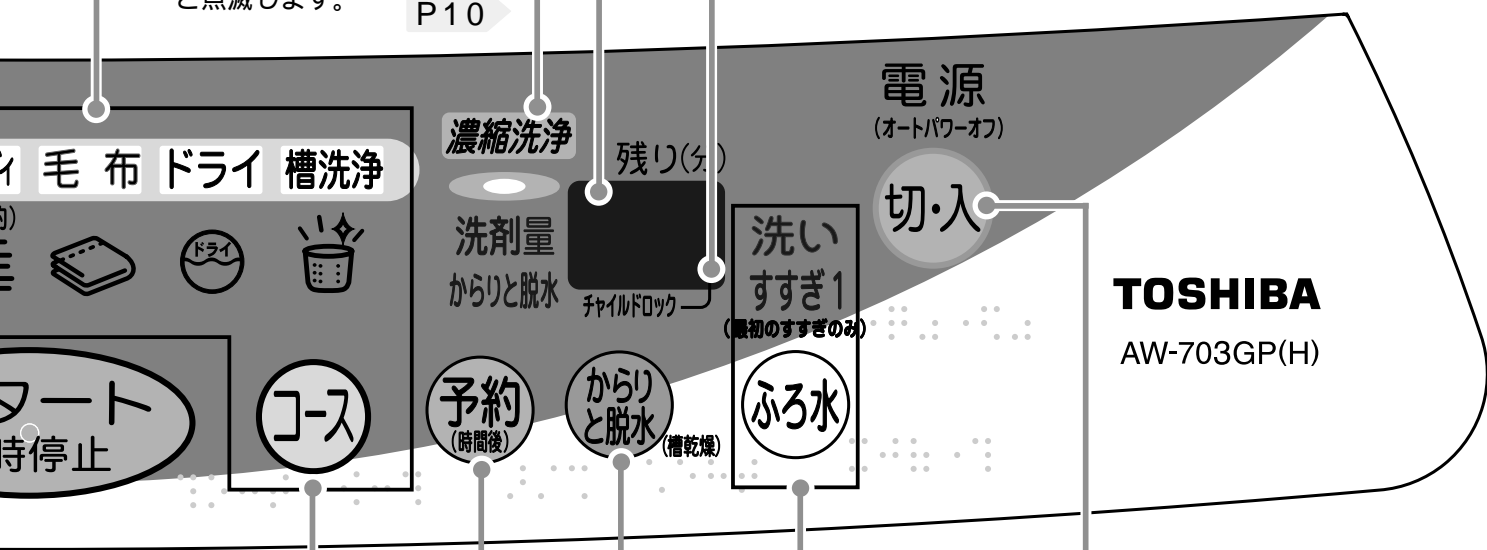 と点滅します。
P10
電源
(オートパワーオフ)
濃縮洗浄
残り(分)
毛布
ドライ
槽洗浄
切・入
洗剤量
からりと脱水
洗い
すすぎ1
(最初のすすぎのみ)
ドライ
チャイルドロック
TOSHIBA
AW-703GP(H)
タート
時停止
コース
予約
(時間後)
からり
と脱水
(槽乾燥)
ふろ水